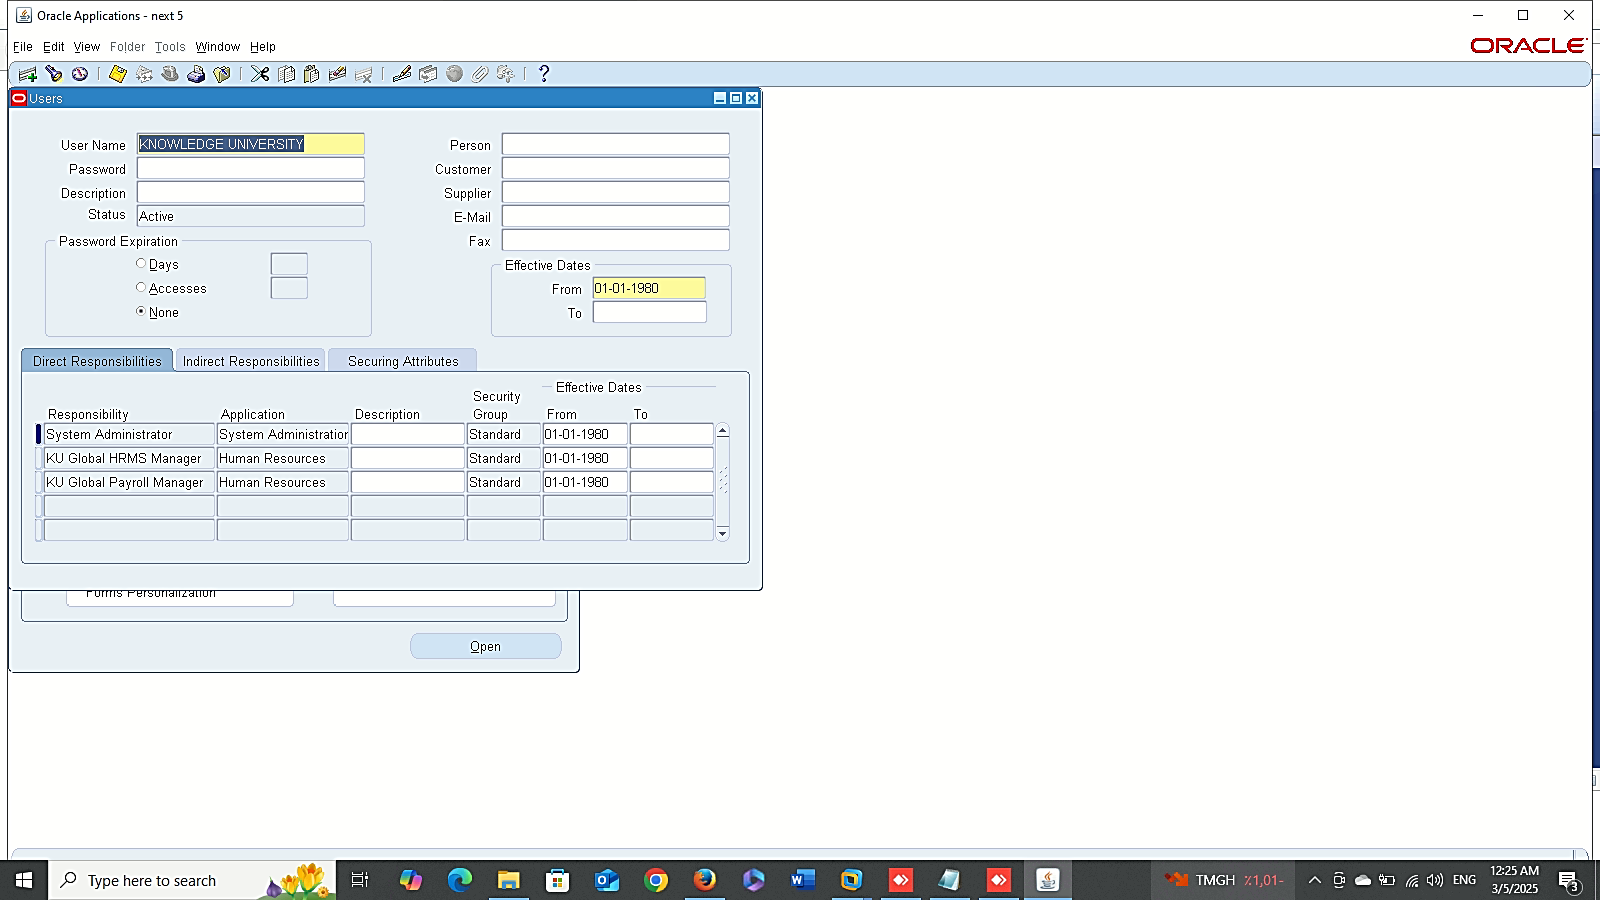 Oracle Applications - next 5
File Edit View Folder Tools Window Help
ORACLE
Users
User Name KNOWLEDGE UNIVERSITY
Password
Description
Status Active
Person
Customer
Supplier
E-Mail
Fax
Password Expiration
Days
Accesses
None
Effective Dates
From 01-01-1980
To
Direct Responsibilities Indirect Responsibilities Securing Attributes
Effective Dates
Security
Responsibility Application Description Group From To
System Administrator System Administration Standard 01-01-1980
KU Global HRMS Manager Human Resources Standard 01-01-1980
KU Global Payroll Manager Human Resources Standard 01-01-1980
Forms Personalization
Open
Type here to search
TMGH ٪1,01-
ENG
12:25 AM
3/5/2025
3